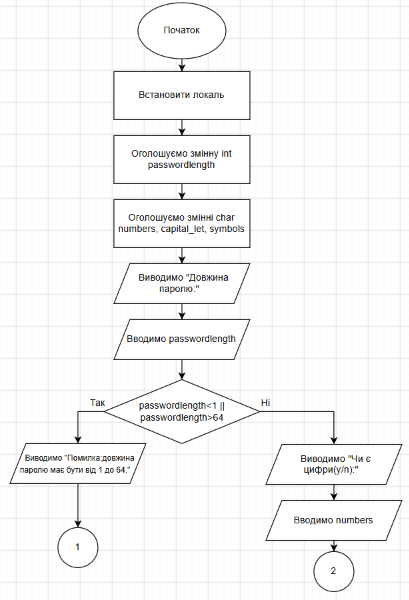 Початок
Встановити локаль
Оголошуємо змінну int
passwordlength
Оголошуємо змінні char
numbers, capital_let, symbols
Виводимо "Довжина
паролю:"
Вводимо passwordlength
passwordlength<1 ||
passwordlength>64
Так
Ні
Виводимо "Помилка:довжина
паролю має бути від 1 до 64."
Виводимо "Чи є
цифри(y/n):"
Вводимо numbers
1
2